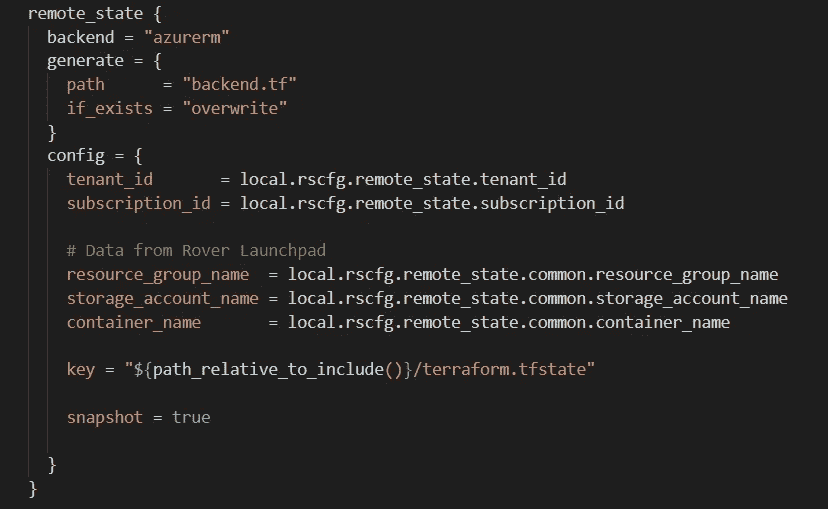 remote_state {
  backend = "azurerm"
  generate = {
    path      = "backend.tf"
    if_exists = "overwrite"
  }
  config = {
    tenant_id       = local.rscfg.remote_state.tenant_id
    subscription_id = local.rscfg.remote_state.subscription_id

    # Data from Rover Launchpad
    resource_group_name  = local.rscfg.remote_state.common.resource_group_name
    storage_account_name = local.rscfg.remote_state.common.storage_account_name
    container_name       = local.rscfg.remote_state.common.container_name

    key = "${path_relative_to_include()}/terraform.tfstate"

    snapshot = true

  }
}